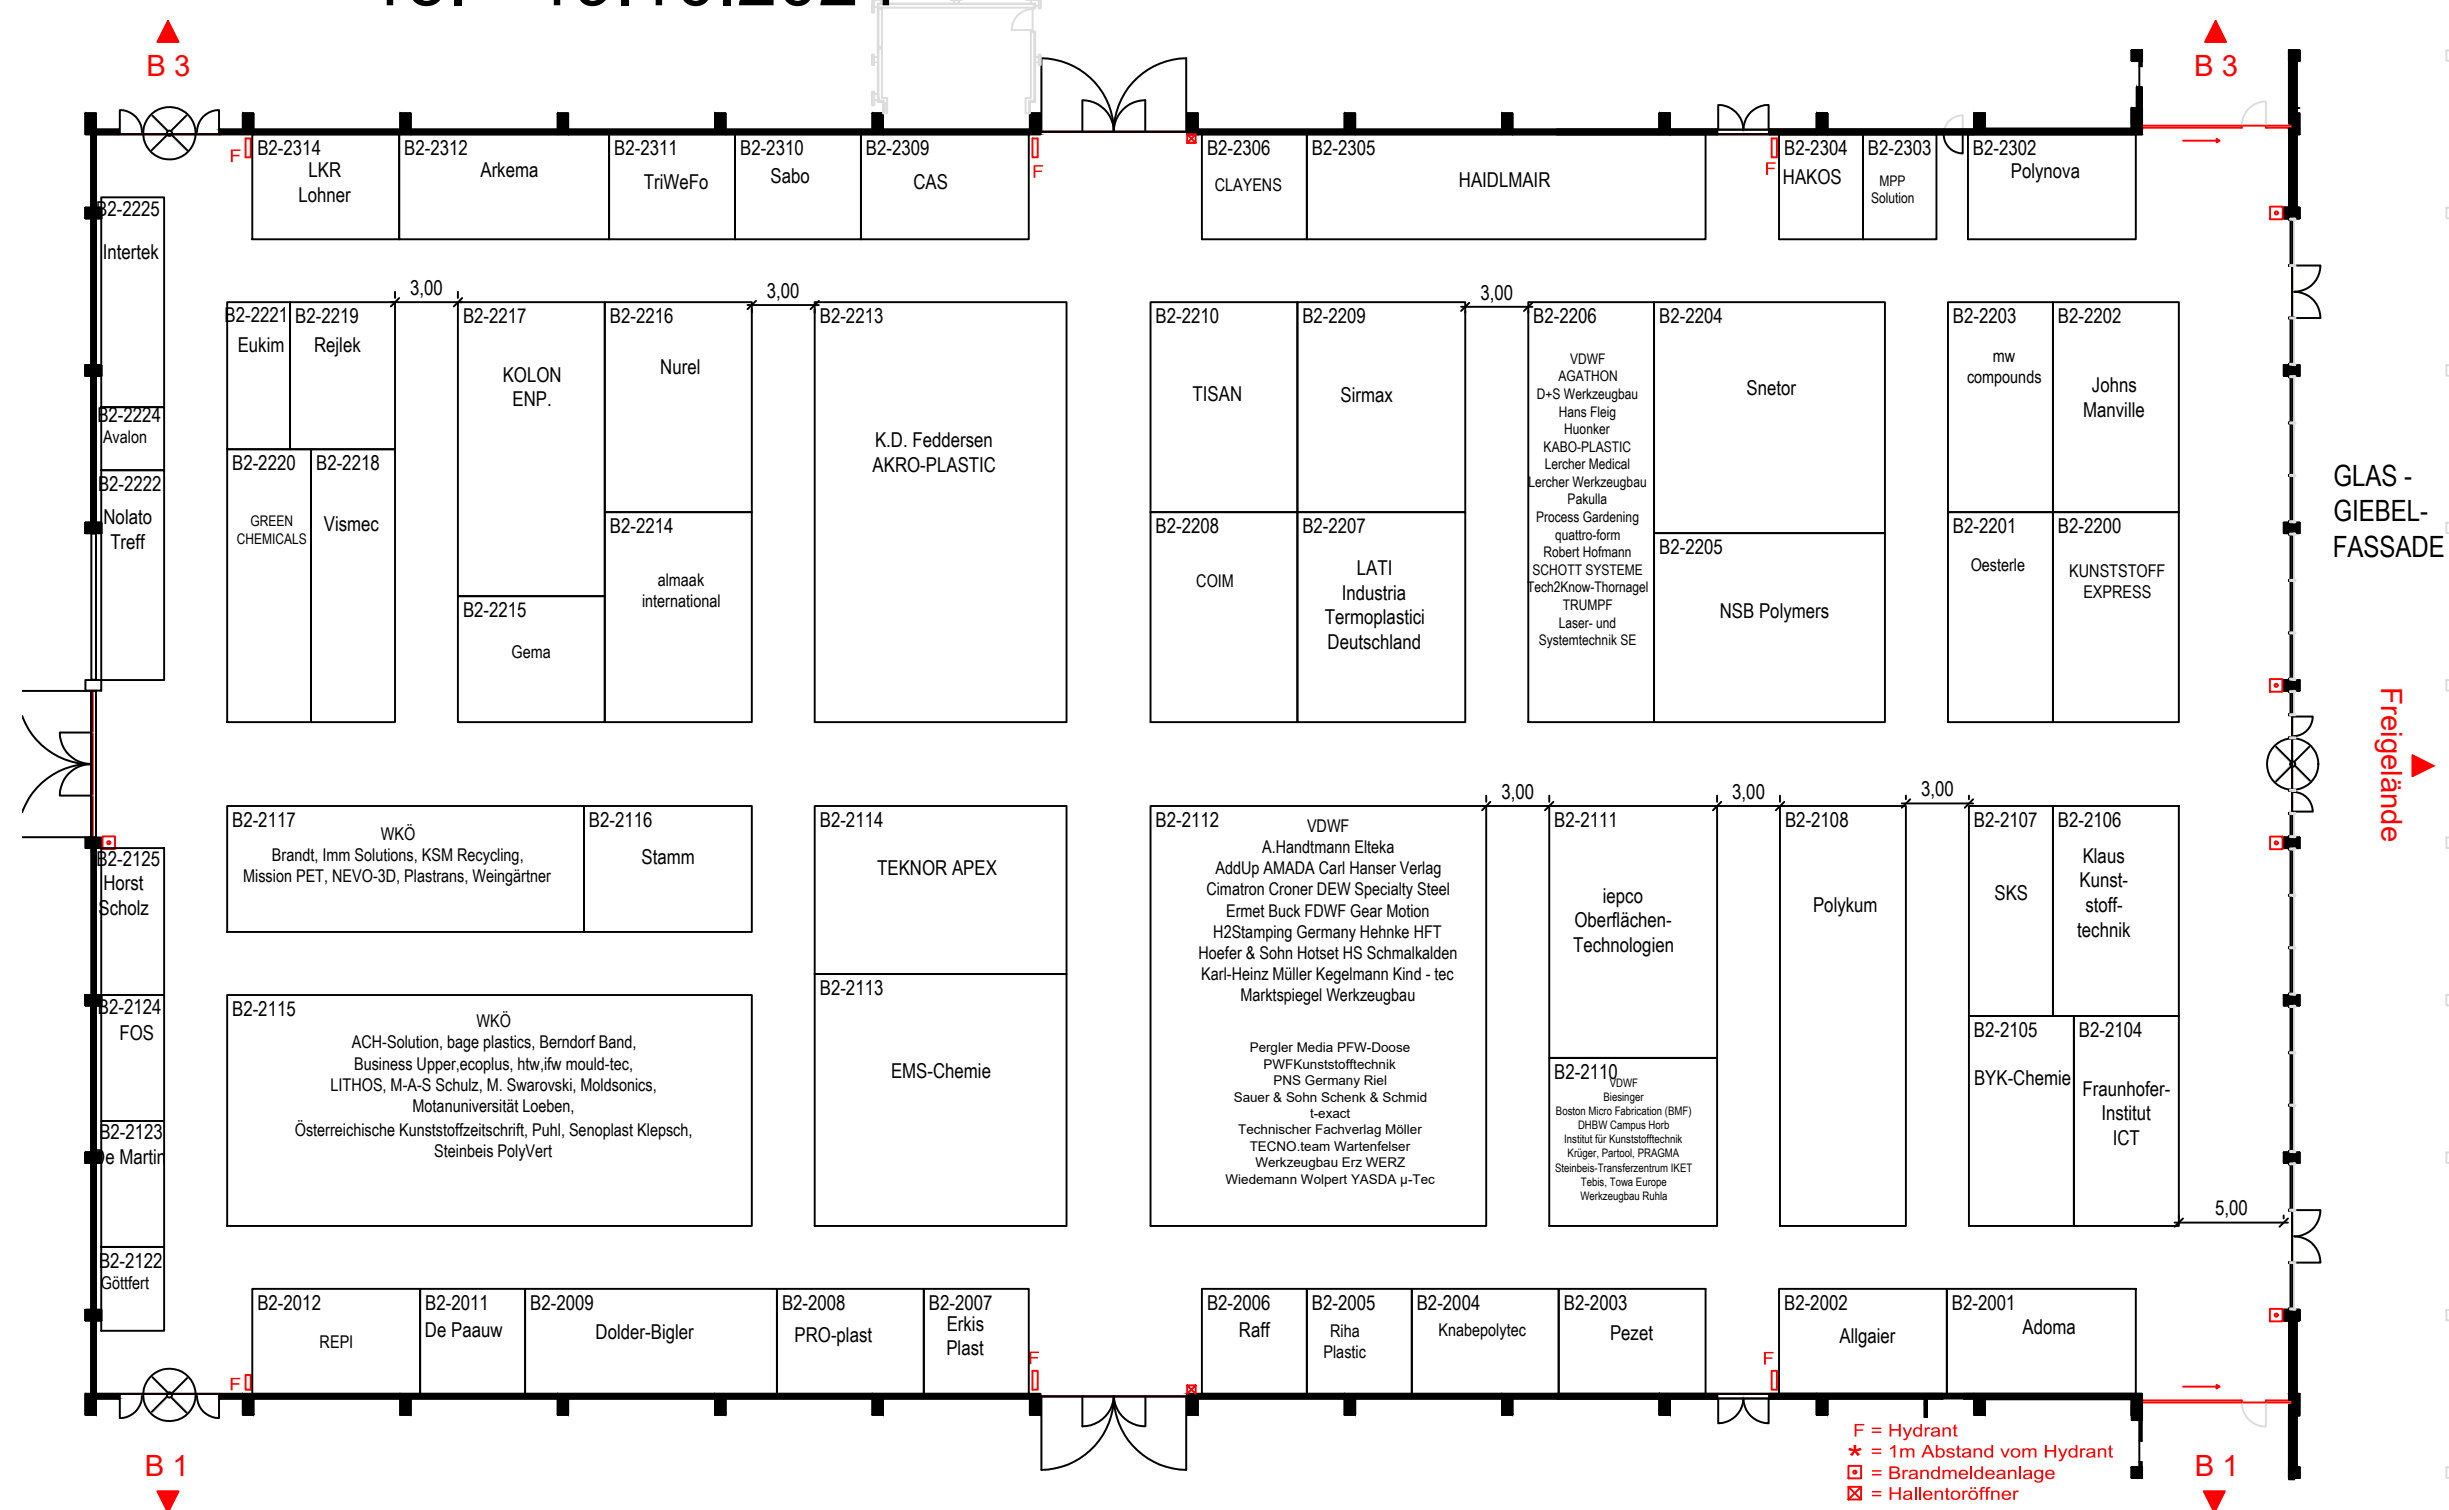 B 3
B 3
B2-2314
LKR
Lohner
B2-2312
Arkema
B2-2311
TriWeFo
B2-2310
Sabo
B2-2309
CAS
B2-2306
CLAYENS
B2-2305
HAIDLMAIR
B2-2304
HAKOS
B2-2303
MPP
Solution
B2-2302
Polynova
F
F
F
B2-2225
Intertek
B2-2224
Avalon
B2-2222
Nolato
Treff
B2-2221
Eukim
B2-2219
Rejlek
3,00
B2-2220
GREEN
CHEMICALS
B2-2218
Vismec
B2-2217
KOLON
ENP.
B2-2216
Nurel
3,00
B2-2215
Gema
B2-2214
almaak
international
B2-2213
K.D. Feddersen
AKRO-PLASTIC
B2-2210
TISAN
B2-2209
Sirmax
3,00
B2-2208
COIM
B2-2207
LATI
Industria
Termoplastici
Deutschland
B2-2206
VDWF
AGATHON
D+S Werkzeugbau
Hans Fleig
Huonker
KABO-PLASTIC
Lercher Medical
Lercher Werkzeugbau
Pakulla
Process Gardening
quattro-form
Robert Hofmann
SCHOTT SYSTEME
Tech2Know-Thornagel
TRUMPF
Laser- und
Systemtechnik SE
B2-2204
Snetor
B2-2205
NSB Polymers
B2-2203
mw
compounds
B2-2202
Johns
Manville
B2-2201
Oesterle
B2-2200
KUNSTSTOFF
EXPRESS
GLAS -
GIEBEL-
FASSADE
Freigelände
B2-2125
Horst
Scholz
B2-2124
FOS
B2-2123
De Martin
B2-2122
Göttfert
B2-2117
WKÖ
Brandt, Imm Solutions, KSM Recycling,
Mission PET, NEVO-3D, Plastrans, Weingärtner
B2-2116
Stamm
B2-2115
WKÖ
ACH-Solution, bage plastics, Berndorf Band,
Business Upper,ecoplus, htw,ifw mould-tec,
LITHOS, M-A-S Schulz, M. Swarovski, Moldsonics,
Motanuniversität Loeben,
Österreichische Kunststoffzeitschrift, Puhl, Senoplast Klepsch,
Steinbeis PolyVert
B2-2114
TEKNOR APEX
B2-2113
EMS-Chemie
B2-2112
VDWF
A.Handtmann Elteka
AddUp AMADA Carl Hanser Verlag
Cimatron Croner DEW Specialty Steel
Ermet Buck FDWF Gear Motion
H2Stamping Germany Hehnke HFT
Hoefer & Sohn Hotset HS Schmalkalden
Karl-Heinz Müller Kegelmann Kind - tec
Marktspiegel Werkzeugbau
Pergler Media PFW-Doose
PWFKunststofftechnik
PNS Germany Riel
Sauer & Sohn Schenk & Schmid
t-exact
Technischer Fachverlag Möller
TECNO.team Wartenfelser
Werkzeugbau Erz WERZ
Wiedemann Wolpert YASDA µ-Tec
3,00
B2-2111
iepco
Oberflächen-
Technologien
B2-2110
VDWF
Biesinger
Boston Micro Fabrication (BMF)
DHBW Campus Horb
Institut für Kunststofftechnik
Krüger, Partool, PRAGMA
Steinbeis-Transferzentrum IKET
Tebis, Towa Europe
Werkzeugbau Ruhla
3,00
B2-2108
Polykum
3,00
B2-2107
SKS
B2-2106
Klaus
Kunst-
stoff-
technik
B2-2105
BYK-Chemie
B2-2104
Fraunhofer-
Institut
ICT
5,00
B2-2012
REPI
B2-2011
De Paauw
B2-2009
Dolder-Bigler
B2-2008
PRO-plast
B2-2007
Erkis
Plast
B2-2006
Raff
B2-2005
Riha
Plastic
B2-2004
Knabepolytec
B2-2003
Pezet
B2-2002
Allgaier
B2-2001
Adoma
F
F
F
B 1
B 1
F = Hydrant
* = 1m Abstand vom Hydrant
= Brandmeldeanlage
= Hallentoröffner